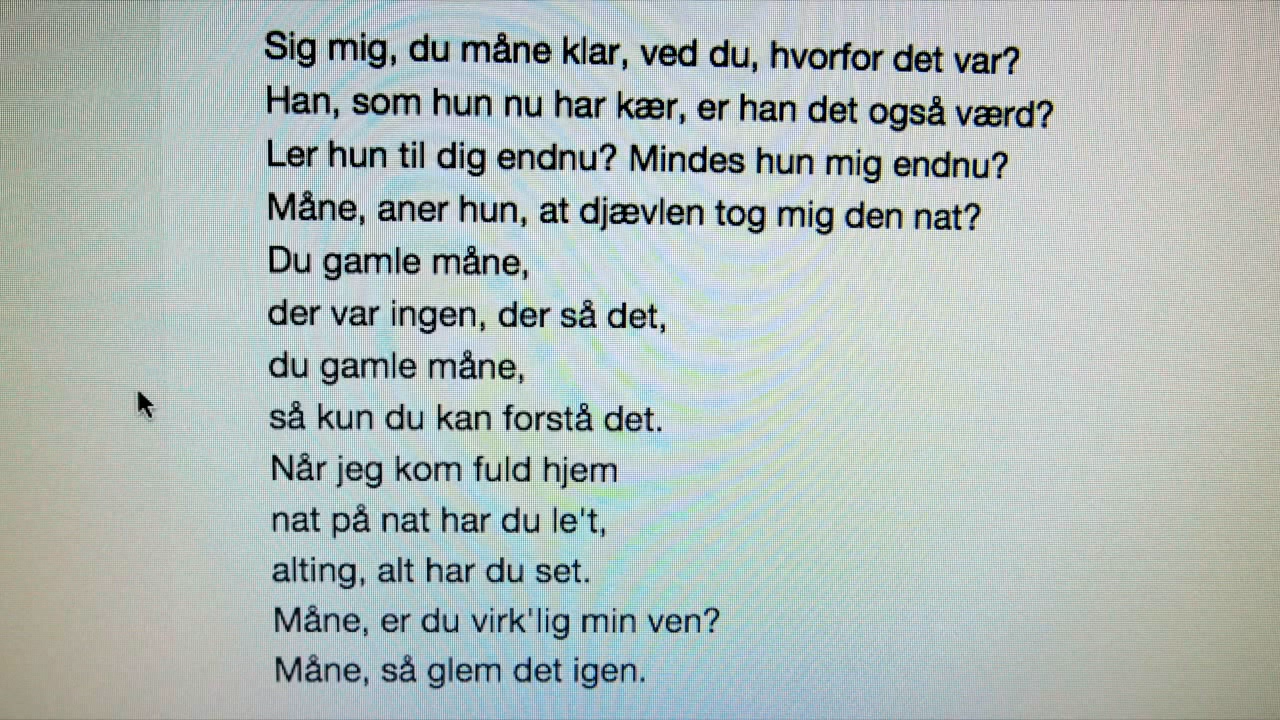 Sig mig, du måne klar, ved du, hvorfor det var?
Han, som hun nu har kær, er han det også værd?
Ler hun til dig endnu? Mindes hun mig endnu?
Måne, aner hun, at djævlen tog mig den nat?
Du gamle måne,
der var ingen, der så det,
du gamle måne,
så kun du kan forstå det.
Når jeg kom fuld hjem
nat på nat har du le't,
alting, alt har du set.
Måne, er du virk'lig min ven?
Måne, så glem det igen.